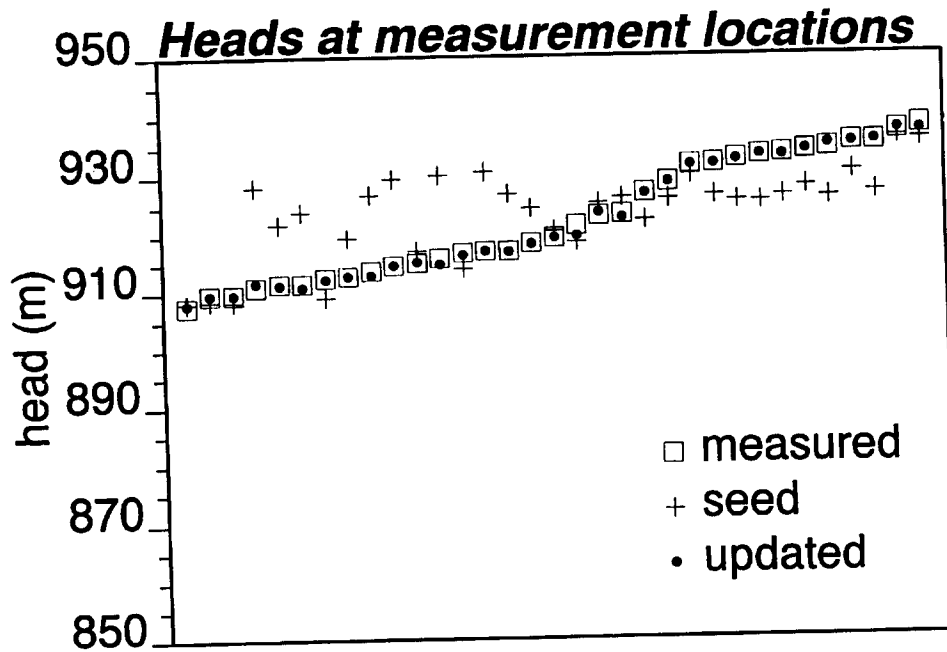 Heads at measurement locations
950
930
910
890
870
850
head (m)
measured
seed
updated